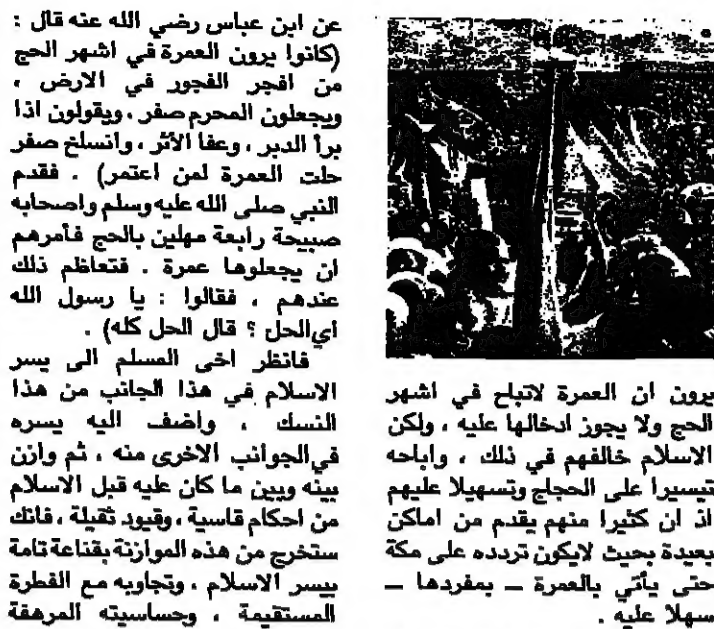 يرون ان العمرة لاتباح في اشهر
الحج ولا يجوز ادخالها عليه ، ولكن
الاسلام خالفهم في ذلك ، واباحه
تيسيرا على الحجاج وتسهيلا عليهم
اذ ان كثيرا منهم يقدم من اماكن
بعيدة بحيث لايكون تردده على مكة
حتى يأتي بالعمرة – بمفردها –
سهلا عليه .
عن ابن عباس رضي الله عنه قال :
(كانوا يرون العمرة في اشهر الحج
من افجر الفجور في الارض ،
ويجعلون المحرم صفر ، ويقولون اذا
برأ الدبر ، وعفا الأثر ، وانسلخ صفر
حلت العمرة لمن اعتمر) . فقدم
النبي صلى الله عليه وسلم واصحابه
صبيحة رابعة مهلين بالحج فأمرهم
ان يجعلوها عمرة . فتعاظم ذلك
عندهم ، فقالوا : يا رسول الله
اي الحل ؟ قال الحل كله) .
فانظر اخى المسلم الى يسر
الاسلام في هذا الجانب من هذا
النسك ، واضف اليه يسره
في الجوانب الاخرى منه ، ثم وازن
بينه وبين ما كان عليه قبل الاسلام
من احكام قاسية ، وقيود ثقيلة ، فانك
ستخرج من هذه الموازنة بقناعة تامة
بيسر الاسلام ، وتجاوبه مع الفطرة
المستقيمة ، وحساسيته المرهفة